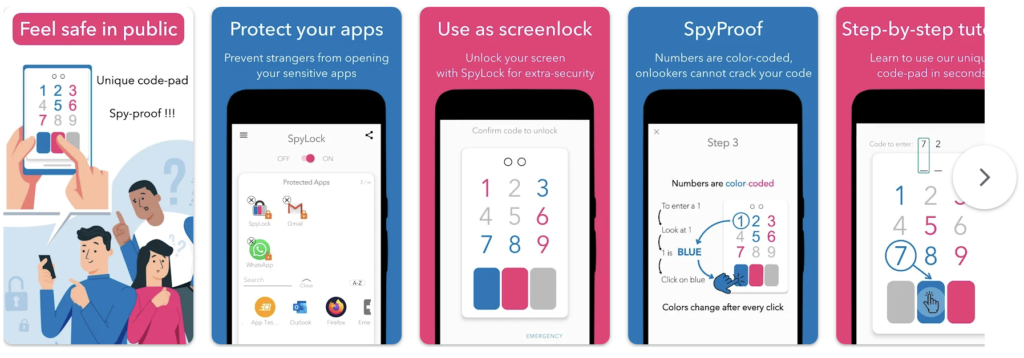 Feel safe in public
Unique code-pad
Spy-proof !!!
1 2 3
4 5 6
7 8 9
Protect your apps
Prevent strangers from opening
your sensitive apps
SpyLock
OFF ON
Protected Apps
SpyLock Gmail
WhatsApp
Search
Close
A-Z
App Tes... Outlook Firefox Eme
Use as screenlock
Unlock your screen
with SpyLock for extra-security
Confirm code to unlock
1 2 3
4 5 6
7 8 9
EMERGENCY
SpyProof
Numbers are color-coded,
onlookers cannot crack your code
Step 3
Numbers are color-coded
To enter a 1
Look at 1
1 is BLUE
Click on blue
1 2 3
4 5 6
7 8 9
Colors change after every click
Step-by-step tut
Learn to use our uniqu
code-pad in seconds
Code to enter: 7 2
1 2 3
4 5 6
7 8 9